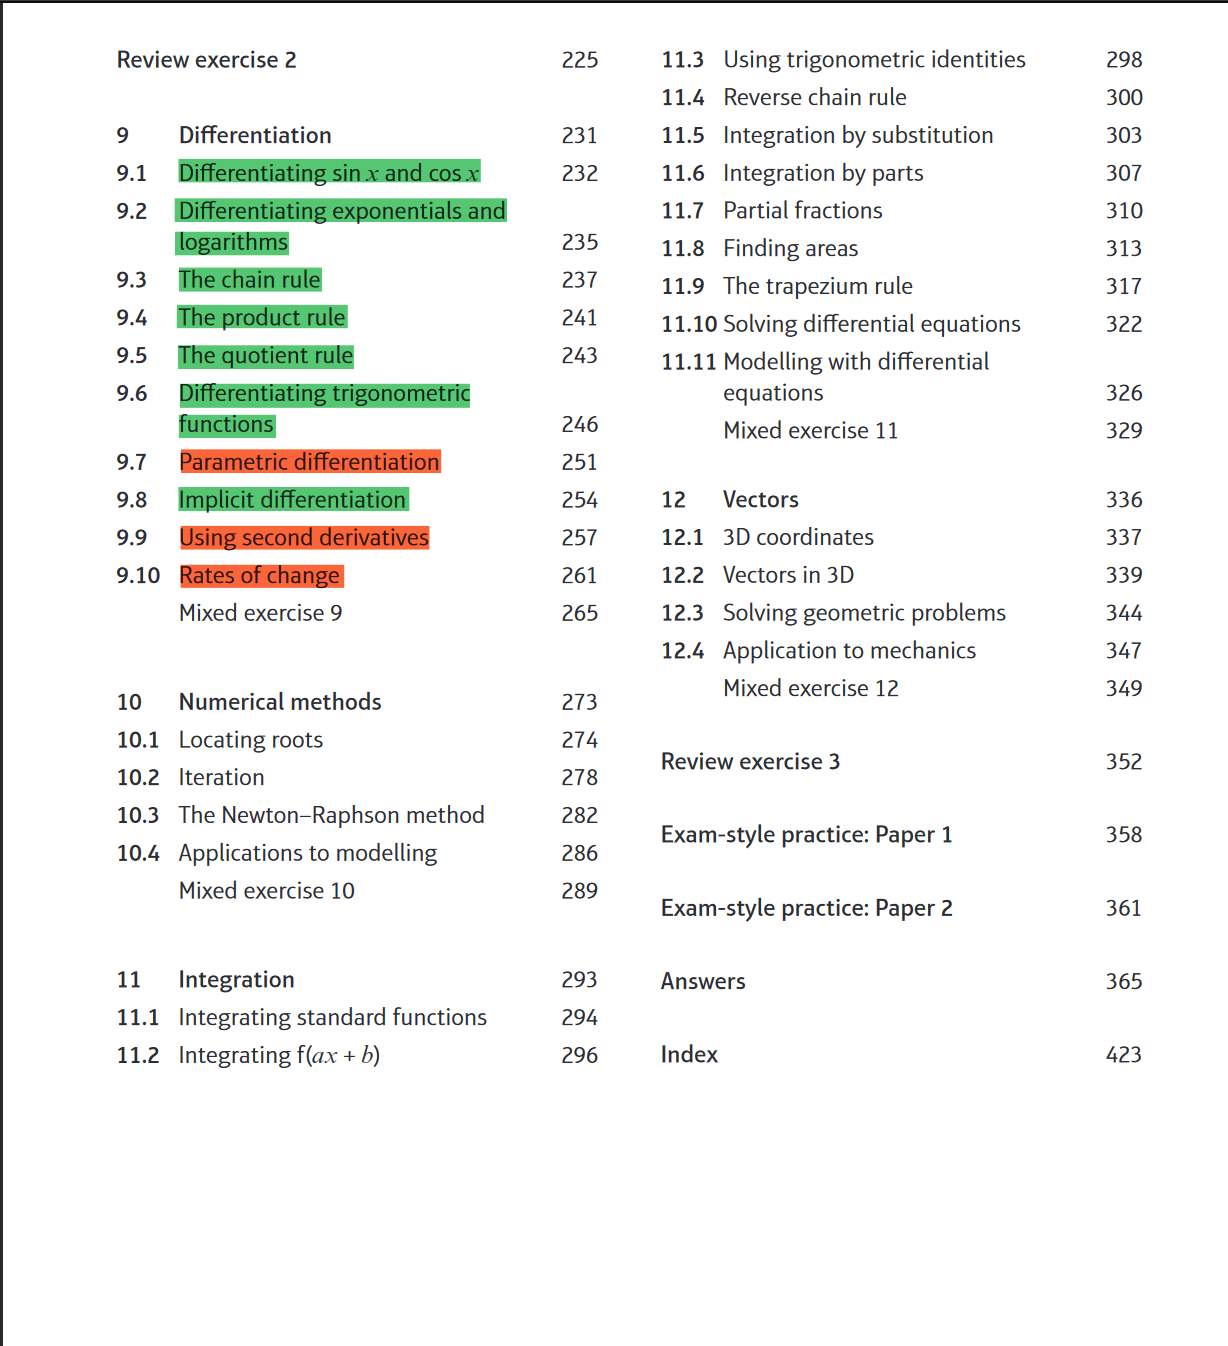 Review exercise 2 225
9 Differentiation 231
9.1 Differentiating sin x and cos x 232
9.2 Differentiating exponentials and
logarithms 235
9.3 The chain rule 237
9.4 The product rule 241
9.5 The quotient rule 243
9.6 Differentiating trigonometric
functions 246
9.7 Parametric differentiation 251
9.8 Implicit differentiation 254
9.9 Using second derivatives 257
9.10 Rates of change 261
Mixed exercise 9 265
10 Numerical methods 273
10.1 Locating roots 274
10.2 Iteration 278
10.3 The Newton–Raphson method 282
10.4 Applications to modelling 286
Mixed exercise 10 289
11 Integration 293
11.1 Integrating standard functions 294
11.2 Integrating f(ax + b) 296
11.3 Using trigonometric identities 298
11.4 Reverse chain rule 300
11.5 Integration by substitution 303
11.6 Integration by parts 307
11.7 Partial fractions 310
11.8 Finding areas 313
11.9 The trapezium rule 317
11.10 Solving differential equations 322
11.11 Modelling with differential
equations 326
Mixed exercise 11 329
12 Vectors 336
12.1 3D coordinates 337
12.2 Vectors in 3D 339
12.3 Solving geometric problems 344
12.4 Application to mechanics 347
Mixed exercise 12 349
Review exercise 3 352
Exam-style practice: Paper 1 358
Exam-style practice: Paper 2 361
Answers 365
Index 423